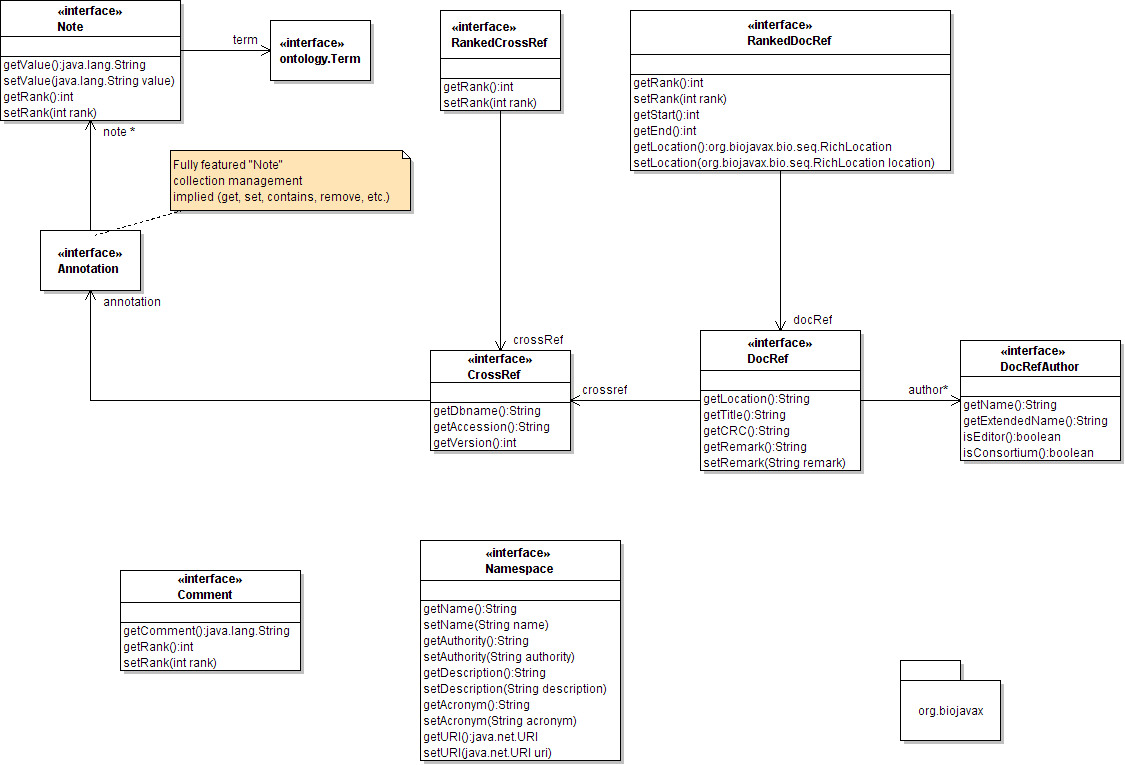 «interface»
Note
getValue():java.lang.String
setValue(java.lang.String value)
getRank():int
setRank(int rank)
term
«interface»
ontology.Term
«interface»
RankedCrossRef
getRank():int
setRank(int rank)
«interface»
RankedDocRef
getRank():int
setRank(int rank)
getStart():int
getEnd():int
getLocation():org.biojavax.bio.seq.RichLocation
setLocation(org.biojavax.bio.seq.RichLocation location)
note *
Fully featured "Note"
collection management
implied (get, set, contains, remove, etc.)
«interface»
Annotation
annotation
crossRef
docRef
«interface»
CrossRef
getDbname():String
getAccession():String
getVersion():int
crossref
«interface»
DocRef
getLocation():String
getTitle():String
getCRC():String
getRemark():String
setRemark(String remark)
author*
«interface»
DocRefAuthor
getName():String
getExtendedName():String
isEditor():boolean
isConsortium():boolean
«interface»
Comment
getComment():java.lang.String
getRank():int
setRank(int rank)
«interface»
Namespace
getName():String
setName(String name)
getAuthority():String
setAuthority(String authority)
getDescription():String
setDescription(String description)
getAcronym():String
setAcronym(String acronym)
getURI():java.net.URI
setURI(java.net.URI uri)
org.biojavax